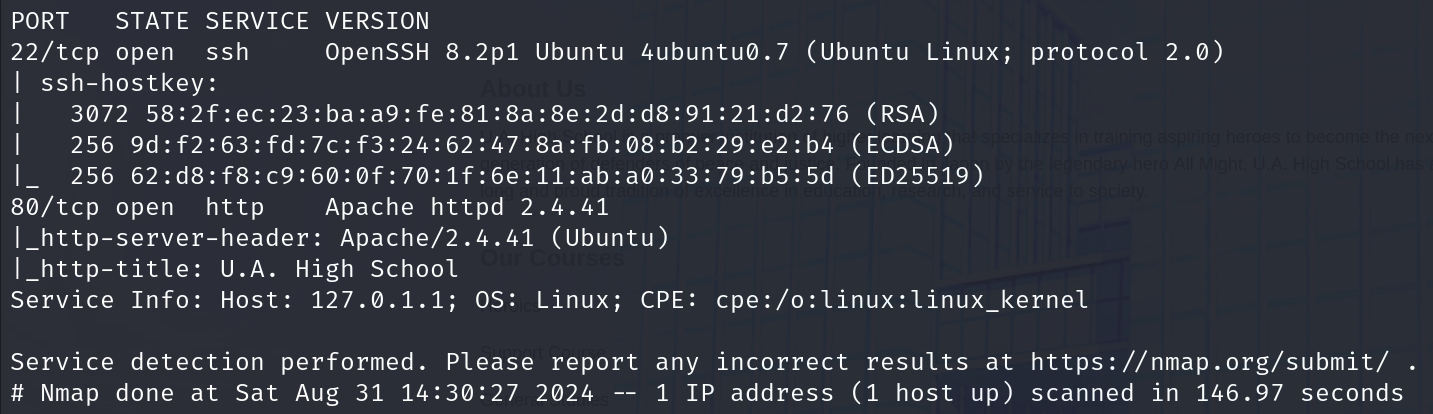 PORT   STATE SERVICE VERSION
22/tcp open  ssh     OpenSSH 8.2p1 Ubuntu 4ubuntu0.7 (Ubuntu Linux; protocol 2.0)
| ssh-hostkey:
|   3072 58:2f:ec:23:ba:a9:fe:81:8a:8e:2d:d8:91:21:d2:76 (RSA)
|   256 9d:f2:63:fd:7c:f3:24:62:47:8a:fb:08:b2:29:e2:b4 (ECDSA)
|_  256 62:d8:f8:c9:60:0f:70:1f:6e:11:ab:a0:33:79:b5:5d (ED25519)
80/tcp open  http    Apache httpd 2.4.41
|_http-server-header: Apache/2.4.41 (Ubuntu)
|_http-title: U.A. High School
Service Info: Host: 127.0.1.1; OS: Linux; CPE: cpe:/o:linux:linux_kernel
Service detection performed. Please report any incorrect results at https://nmap.org/submit/ .
# Nmap done at Sat Aug 31 14:30:27 2024 -- 1 IP address (1 host up) scanned in 146.97 seconds
About Us
Our Courses